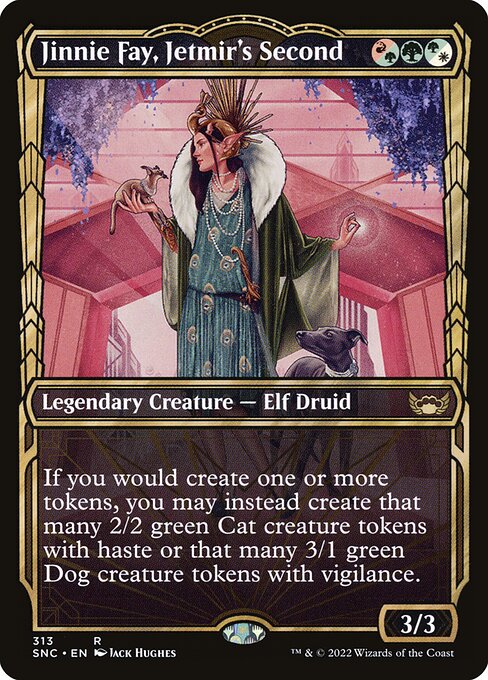 Jinnie Fay, Jetmir's Second
Legendary Creature — Elf Druid
If you would create one or more
tokens, you may instead create that
many 2/2 green Cat creature tokens
with haste or that many 3/1 green
Dog creature tokens with vigilance.
3/3
313 R
SNC • EN Jack Hughes
™ & © 2022 Wizards of the Coast